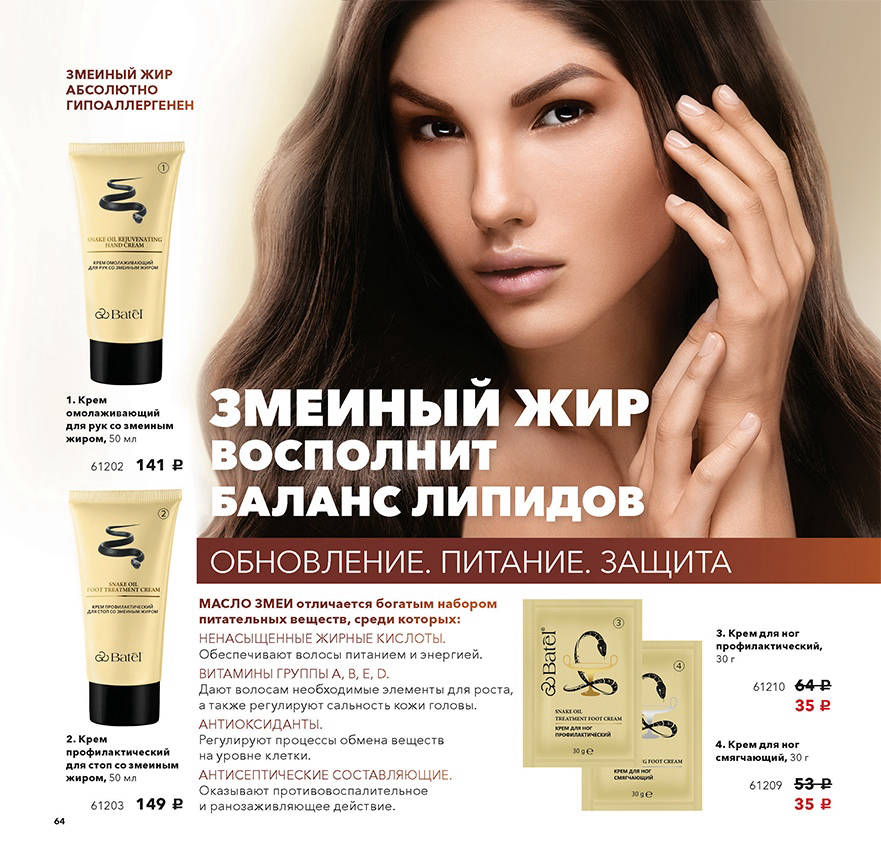 ЗМЕИНЫЙ ЖИР
АБСОЛЮТНО
ГИПОАЛЛЕРГЕНЕН
1
SNAKE OIL REJUVENATING
HAND CREAM
КРЕМ ОМОЛАЖИВАЮЩИЙ
ДЛЯ РУК СО ЗМЕИНЫМ ЖИРОМ
Batel
1. Крем
омолаживающий
для рук со змеиным
жиром, 50 мл
61202 141 ₽
2
SNAKE OIL
FOOT TREATMENT CREAM
КРЕМ ПРОФИЛАКТИЧЕСКИЙ
ДЛЯ СТОП СО ЗМЕИНЫМ ЖИРОМ
Batel
2. Крем
профилактический
для стоп со змеиным
жиром, 50 мл
61203 149 ₽
64
ЗМЕИНЫЙ ЖИР
ВОСПОЛНИТ
БАЛАНС ЛИПИДОВ
ОБНОВЛЕНИЕ. ПИТАНИЕ. ЗАЩИТА
МАСЛО ЗМЕИ отличается богатым набором
питательных веществ, среди которых:
НЕНАСЫЩЕННЫЕ ЖИРНЫЕ КИСЛОТЫ.
Обеспечивают волосы питанием и энергией.
ВИТАМИНЫ ГРУППЫ А, В, Е, D.
Дают волосам необходимые элементы для роста,
а также регулируют сальность кожи головы.
АНТИОКСИДАНТЫ.
Регулируют процессы обмена веществ
на уровне клетки.
АНТИСЕПТИЧЕСКИЕ СОСТАВЛЯЮЩИЕ.
Оказывают противовоспалительное
и ранозаживляющее действие.
3
Batel
SNAKE OIL
TREATMENT FOOT CREAM
КРЕМ ДЛЯ НОГ
ПРОФИЛАКТИЧЕСКИЙ
30 g e
4
FOOT CREAM
КРЕМ ДЛЯ НОГ
СМЯГЧАЮЩИЙ
30 g e
3. Крем для ног
профилактический,
30 г
61210 64 ₽
35 ₽
4. Крем для ног
смягчающий, 30 г
61209 53 ₽
35 ₽